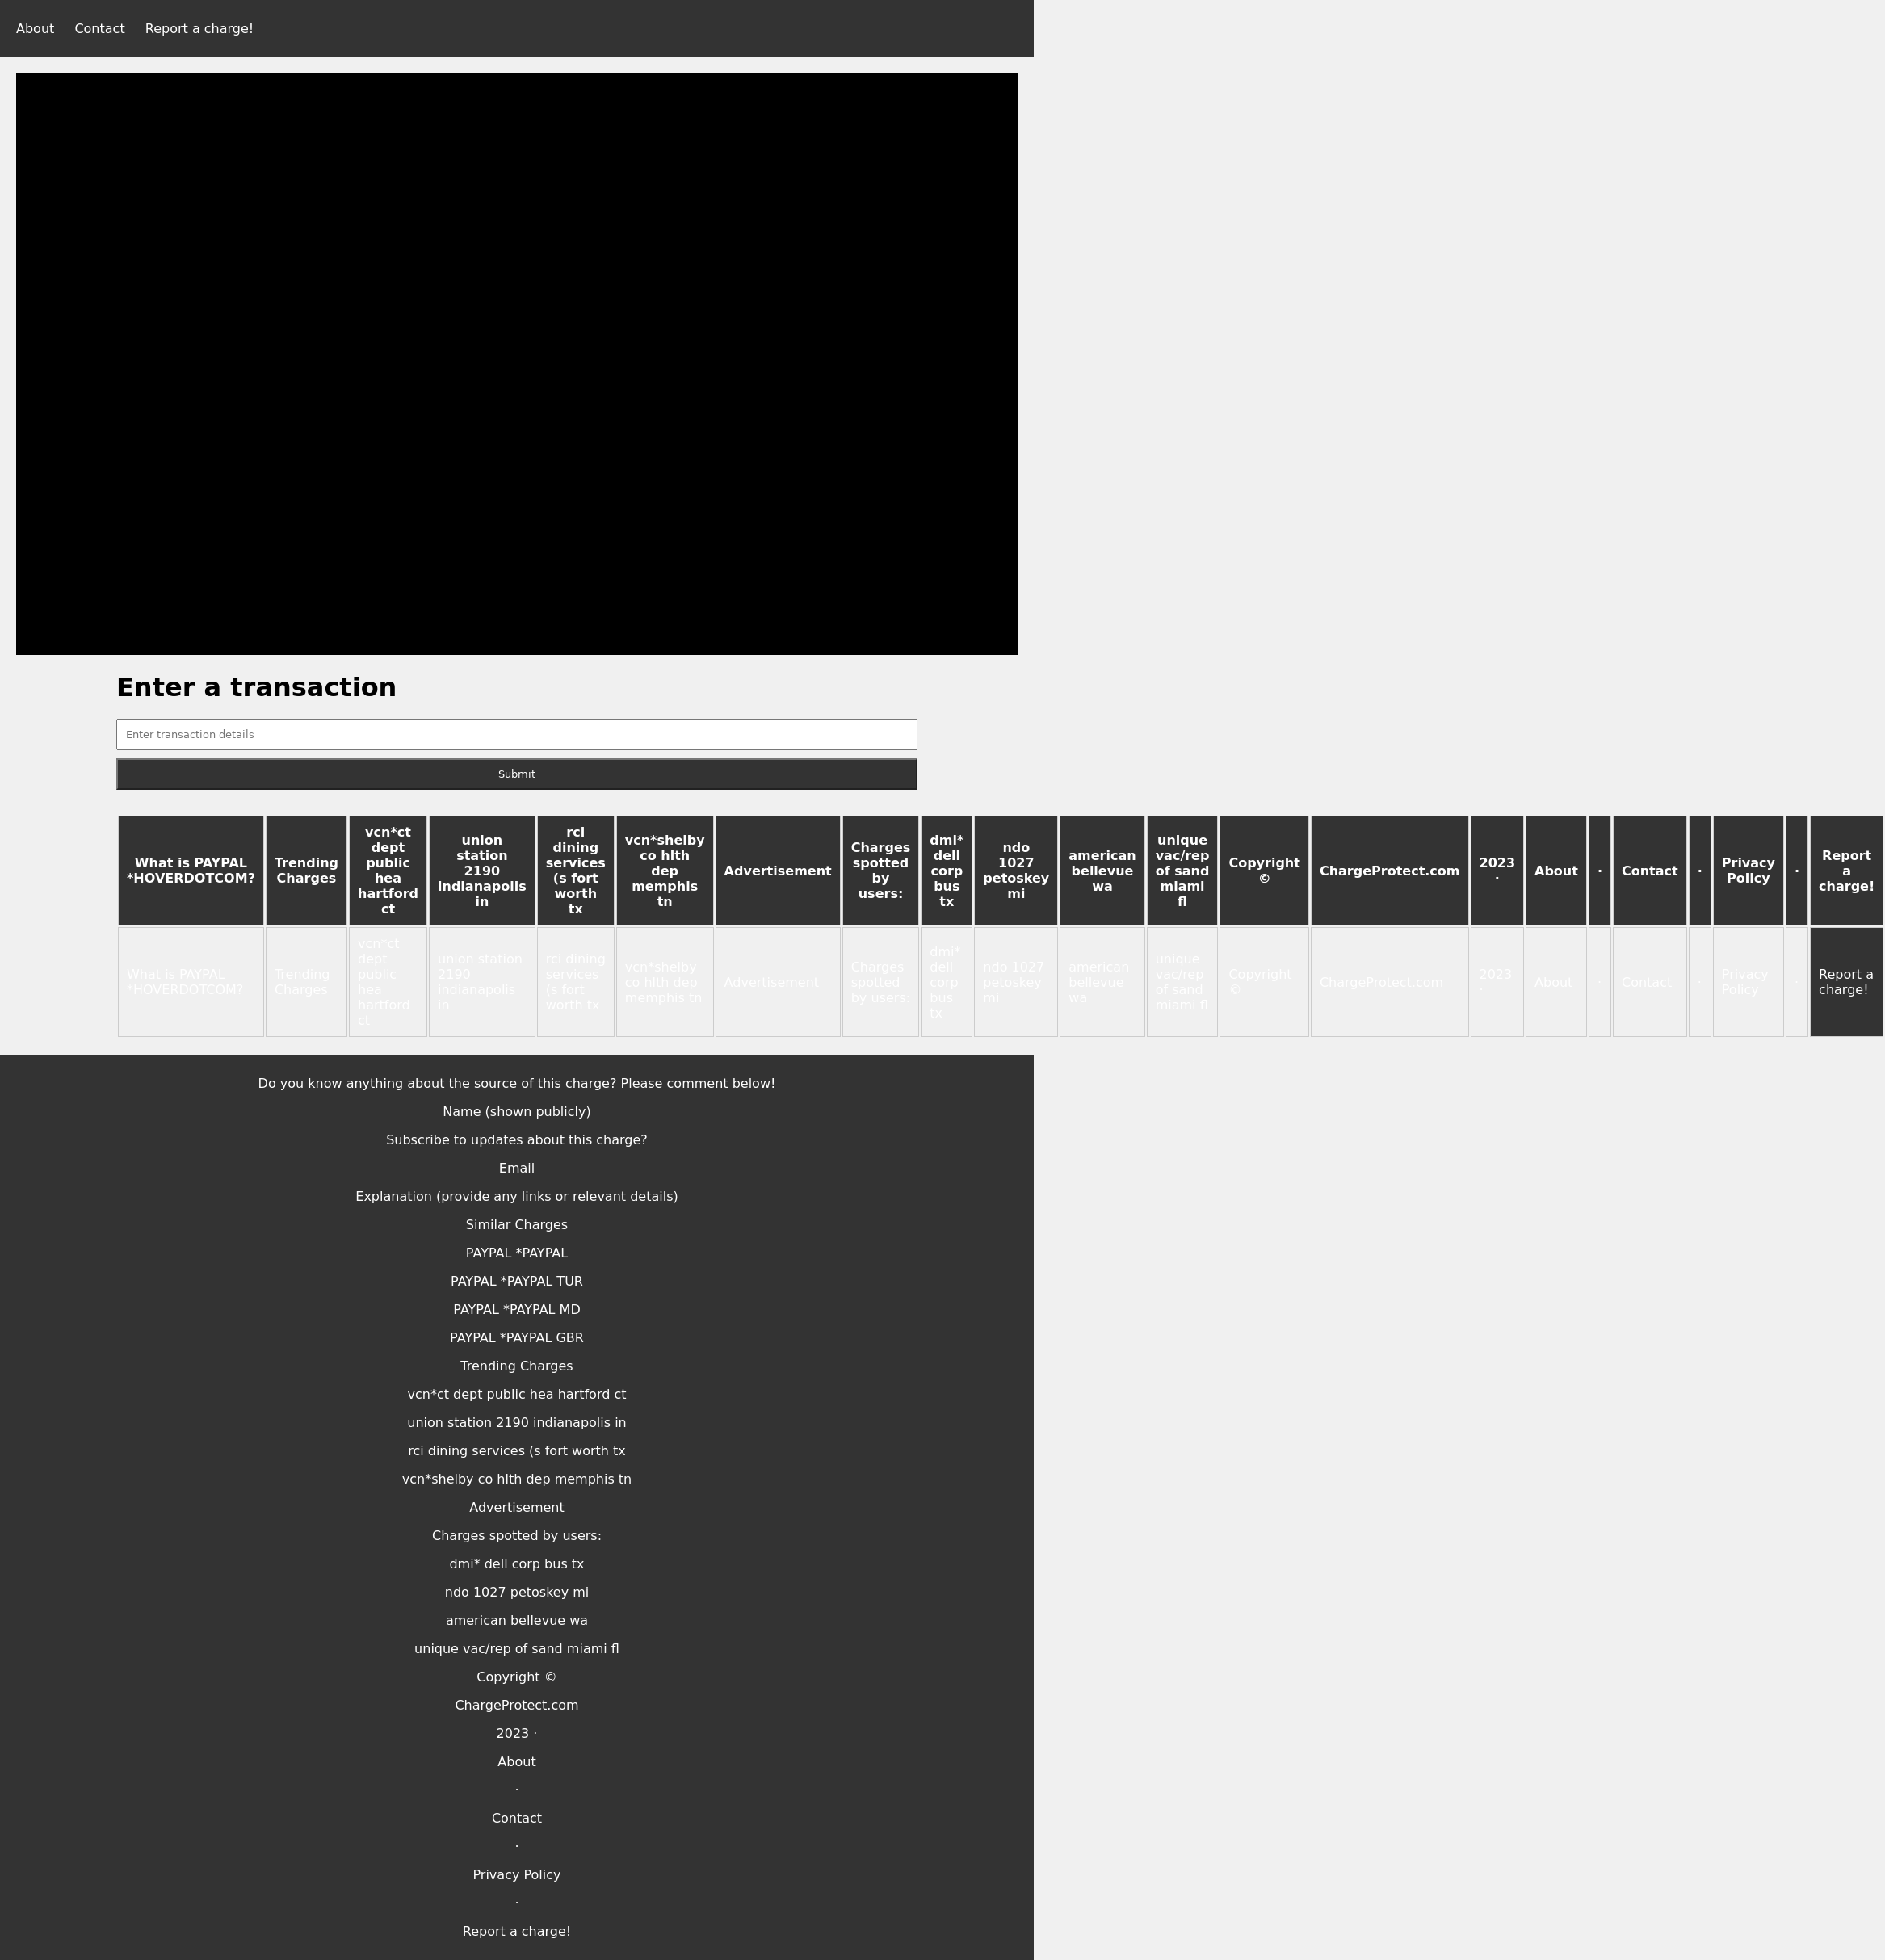 About Contact Report a charge!
Enter a transaction
Enter transaction details
Submit
What is PAYPAL
*HOVERDOTCOM?
Trending
Charges
vcn*ct
dept
public
hea
hartford
ct
union
station
2190
indianapolis
in
rci
dining
services
(s fort
worth
tx
vcn*shelby
co hlth
dep
memphis
tn
Advertisement
Charges
spotted
by
users:
dmi*
dell
corp
bus
tx
ndo
1027
petoskey
mi
american
bellevue
wa
unique
vac/rep
of sand
miami
fl
Copyright
©
ChargeProtect.com
2023
·
About
·
Contact
·
Privacy
Policy
·
Report
a
charge!
What is PAYPAL
*HOVERDOTCOM?
Trending
Charges
vcn*ct
dept
public
hea
hartford
ct
union station
2190
indianapolis
in
rci dining
services
(s fort
worth tx
vcn*shelby
co hlth dep
memphis tn
Advertisement
Charges
spotted
by users:
dmi*
dell
corp
bus
tx
ndo 1027
petoskey
mi
american
bellevue
wa
unique
vac/rep
of sand
miami fl
Copyright
©
ChargeProtect.com
2023
·
About
·
Contact
·
Privacy
Policy
·
Report a
charge!
Do you know anything about the source of this charge? Please comment below!
Name (shown publicly)
Subscribe to updates about this charge?
Email
Explanation (provide any links or relevant details)
Similar Charges
PAYPAL *PAYPAL
PAYPAL *PAYPAL TUR
PAYPAL *PAYPAL MD
PAYPAL *PAYPAL GBR
Trending Charges
vcn*ct dept public hea hartford ct
union station 2190 indianapolis in
rci dining services (s fort worth tx
vcn*shelby co hlth dep memphis tn
Advertisement
Charges spotted by users:
dmi* dell corp bus tx
ndo 1027 petoskey mi
american bellevue wa
unique vac/rep of sand miami fl
Copyright ©
ChargeProtect.com
2023 ·
About
·
Contact
·
Privacy Policy
·
Report a charge!